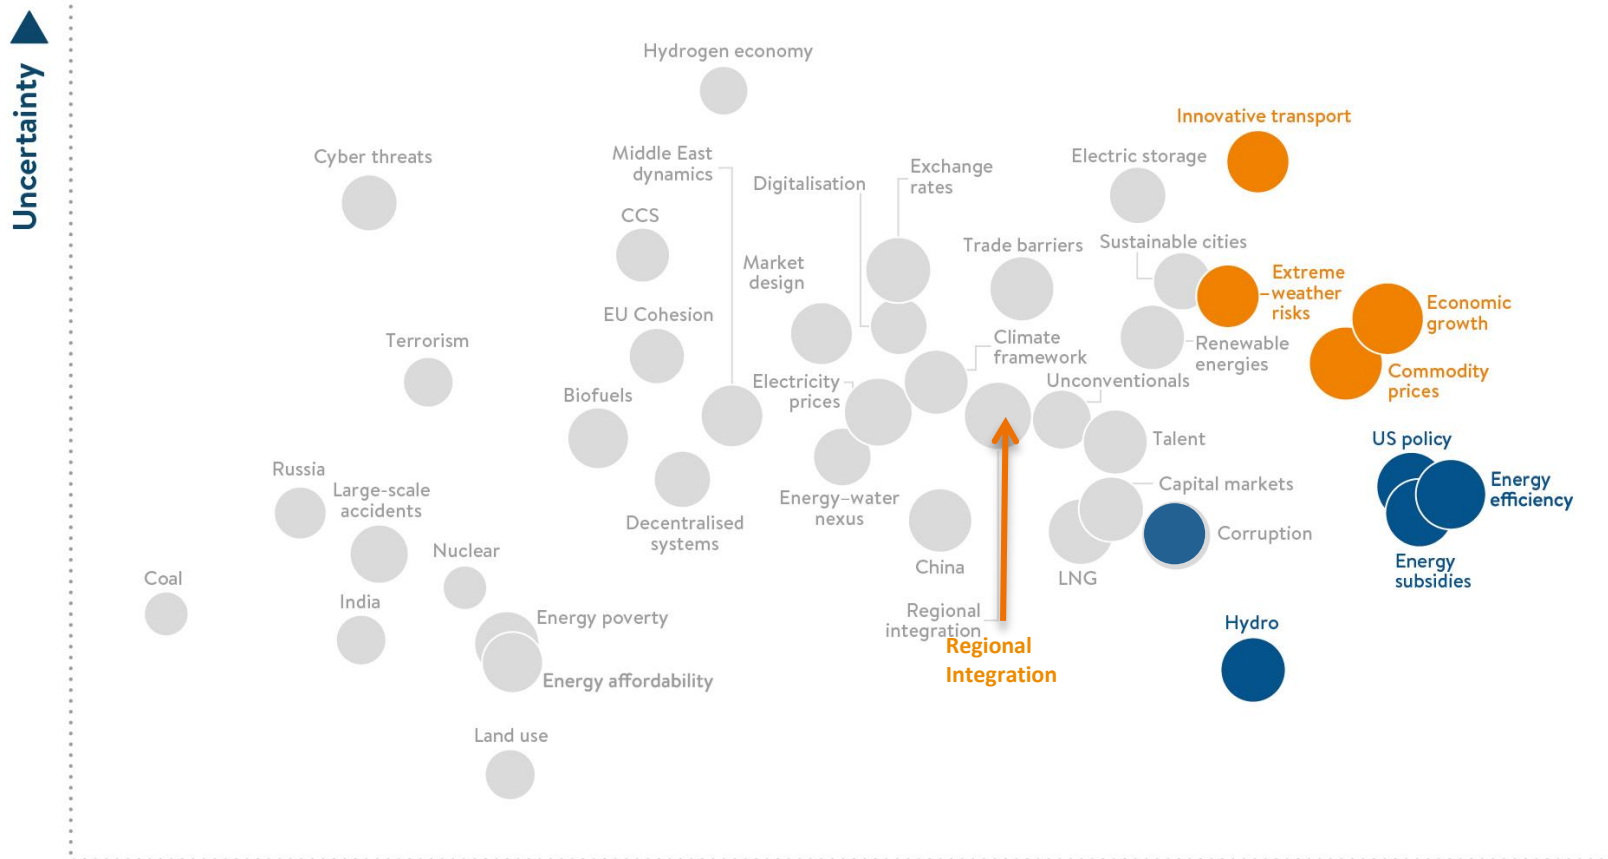 Uncertainty
Hydrogen economy
Innovative transport
Cyber threats
Middle East
dynamics
Digitalisation
Exchange
rates
Electric storage
CCS
Market
design
Trade barriers
Sustainable cities
Extreme
weather
risks
Economic
growth
EU Cohesion
Terrorism
Climate
framework
Renewable
energies
Commodity
prices
Biofuels
Electricity
prices
Unconventionals
Talent
US policy
Russia
Large-scale
accidents
Decentralised
systems
Energy–water
nexus
Capital markets
Energy
efficiency
Corruption
Nuclear
China
LNG
Energy
subsidies
Coal
India
Energy poverty
Regional
integration
Regional
Integration
Hydro
Energy affordability
Land use